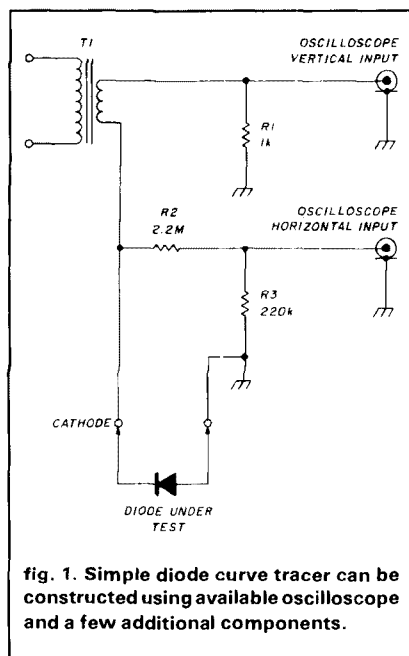 T1
OSCILLOSCOPE
VERTICAL INPUT
R1
1k
OSCILLOSCOPE
HORIZONTAL INPUT
R2
2.2M
R3
220k
CATHODE
DIODE UNDER
TEST
fig. 1. Simple diode curve tracer can be
constructed using available oscilloscope
and a few additional components.